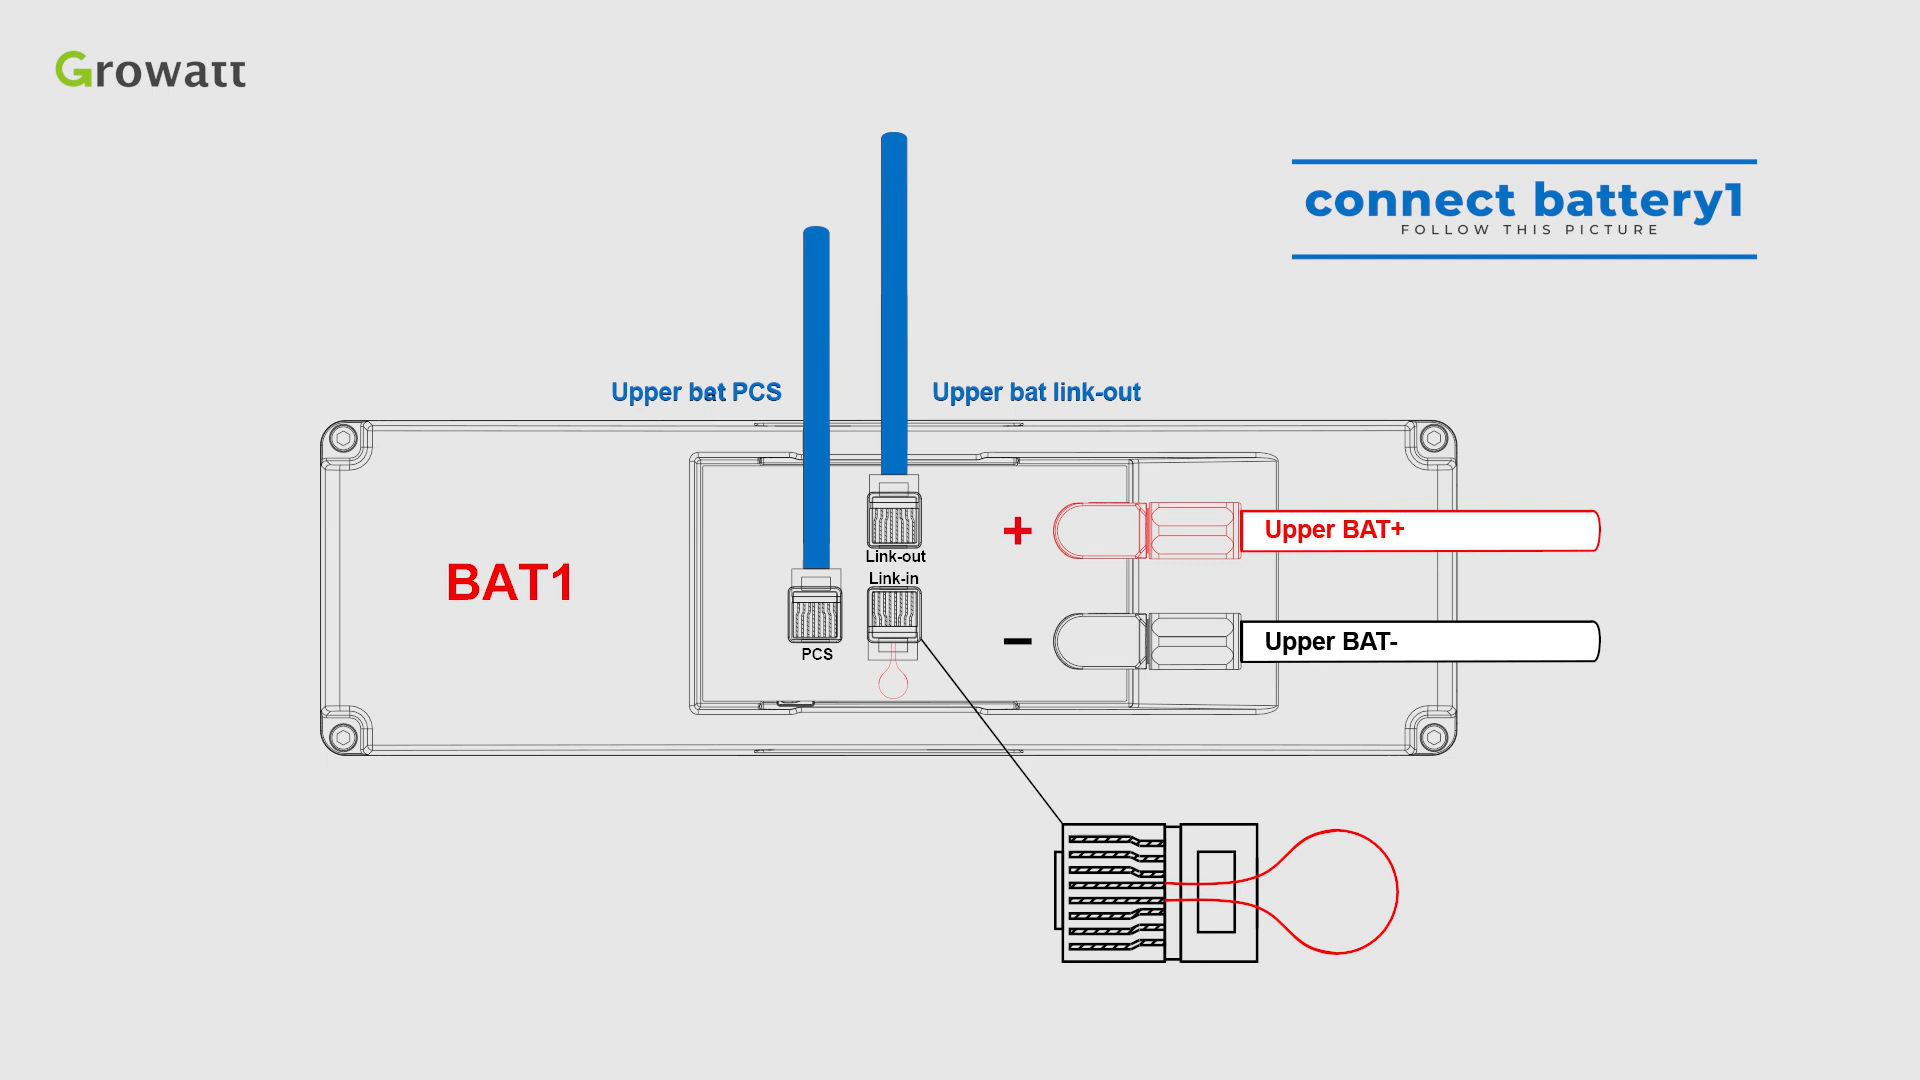 Growatt
connect battery1
FOLLOW THIS PICTURE
Upper bat PCS
Upper bat link-out
+
Upper BAT+
Link-out
Link-in
BAT1
PCS
−
Upper BAT-